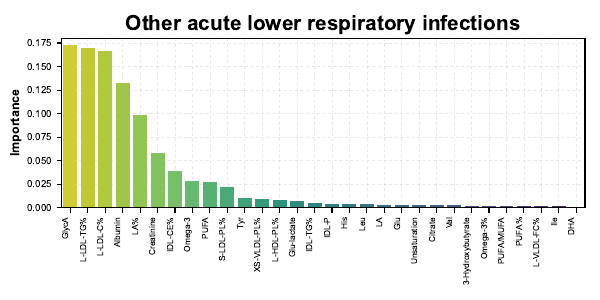 Other acute lower respiratory infections
Importance
0.175
0.150
0.125
0.100
0.075
0.050
0.025
0.000
GlycA
L-LDL-TG%
L-LDL-C%
Albumin
LA%
Creatinine
IDL-CE%
Omega-3
PUFA
S-LDL-PL%
Tyr
XS-VLDL-PL%
L-HDL-PL%
Glu-lactate
IDL-TG%
IDL-P
His
Leu
LA
Glu
Unsaturation
Citrate
Val
3-Hydroxybutyrate
Omega-3%
PUFA/MUFA
PUFA%
L-VLDL-FC%
Ile
DHA